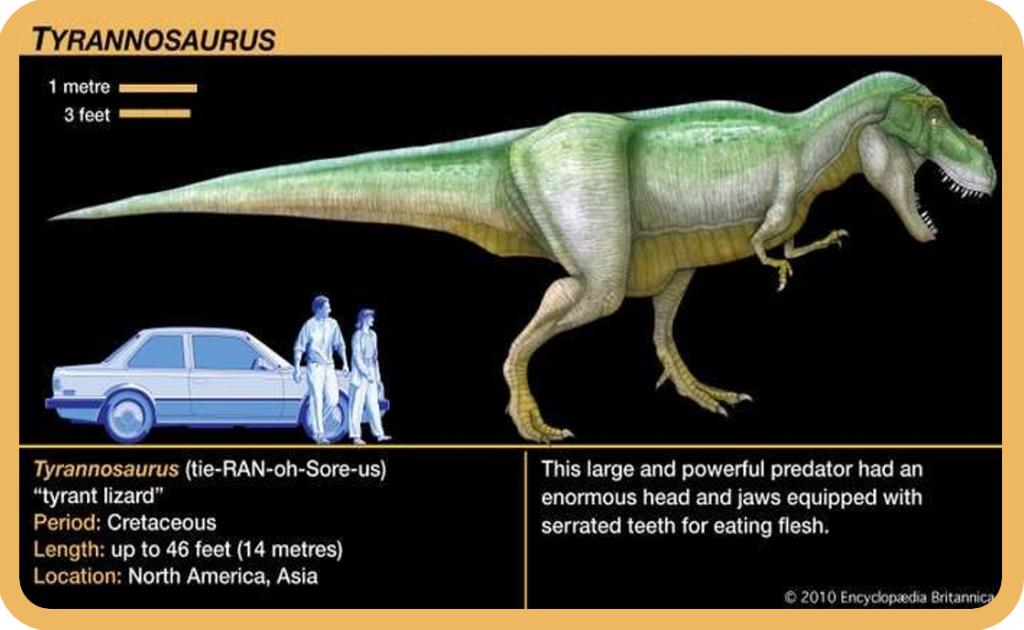 TYRANNOSAURUS
1 metre
3 feet
Tyrannosaurus (tie-RAN-oh-Sore-us)
“tyrant lizard”
Period: Cretaceous
Length: up to 46 feet (14 metres)
Location: North America, Asia
This large and powerful predator had an
enormous head and jaws equipped with
serrated teeth for eating flesh.
© 2010 Encyclopædia Britannica